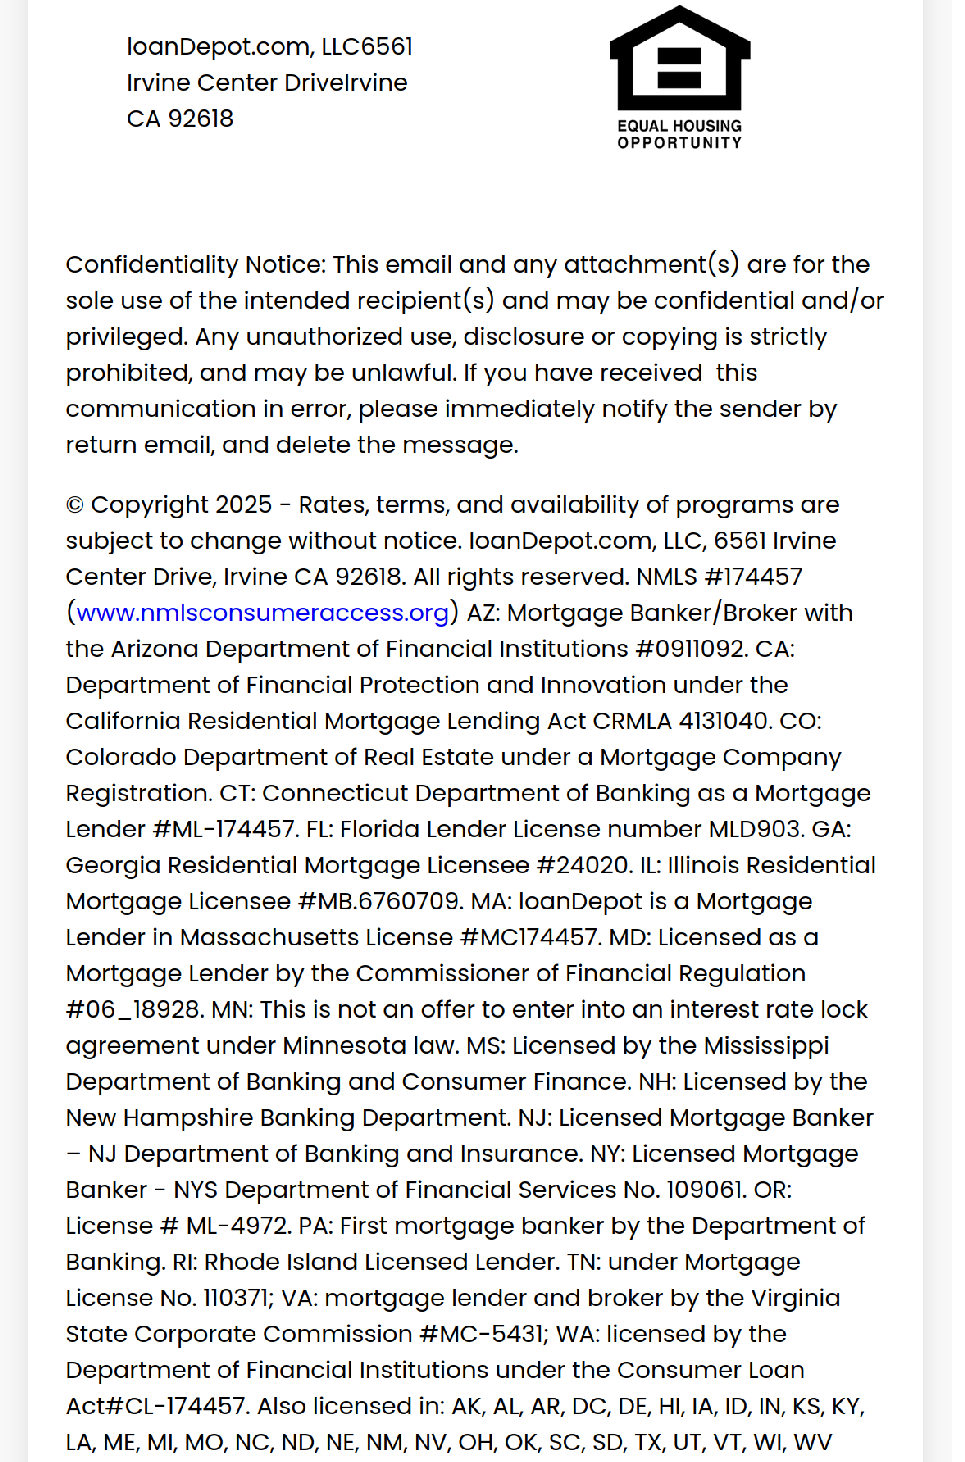 loanDepot.com, LLC6561
Irvine Center DriveIrvine
CA 92618
EQUAL HOUSING
OPPORTUNITY
Confidentiality Notice: This email and any attachment(s) are for the
sole use of the intended recipient(s) and may be confidential and/or
privileged. Any unauthorized use, disclosure or copying is strictly
prohibited, and may be unlawful. If you have received  this
communication in error, please immediately notify the sender by
return email, and delete the message.
© Copyright 2025 - Rates, terms, and availability of programs are
subject to change without notice. loanDepot.com, LLC, 6561 Irvine
Center Drive, Irvine CA 92618. All rights reserved. NMLS #174457
(www.nmlsconsumeraccess.org) AZ: Mortgage Banker/Broker with
the Arizona Department of Financial Institutions #0911092. CA:
Department of Financial Protection and Innovation under the
California Residential Mortgage Lending Act CRMLA 4131040. CO:
Colorado Department of Real Estate under a Mortgage Company
Registration. CT: Connecticut Department of Banking as a Mortgage
Lender #ML-174457. FL: Florida Lender License number MLD903. GA:
Georgia Residential Mortgage Licensee #24020. IL: Illinois Residential
Mortgage Licensee #MB.6760709. MA: loanDepot is a Mortgage
Lender in Massachusetts License #MC174457. MD: Licensed as a
Mortgage Lender by the Commissioner of Financial Regulation
#06_18928. MN: This is not an offer to enter into an interest rate lock
agreement under Minnesota law. MS: Licensed by the Mississippi
Department of Banking and Consumer Finance. NH: Licensed by the
New Hampshire Banking Department. NJ: Licensed Mortgage Banker
– NJ Department of Banking and Insurance. NY: Licensed Mortgage
Banker - NYS Department of Financial Services No. 109061. OR:
License # ML-4972. PA: First mortgage banker by the Department of
Banking. RI: Rhode Island Licensed Lender. TN: under Mortgage
License No. 110371; VA: mortgage lender and broker by the Virginia
State Corporate Commission #MC-5431; WA: licensed by the
Department of Financial Institutions under the Consumer Loan
Act#CL-174457. Also licensed in: AK, AL, AR, DC, DE, HI, IA, ID, IN, KS, KY,
LA, ME, MI, MO, NC, ND, NE, NM, NV, OH, OK, SC, SD, TX, UT, VT, WI, WV